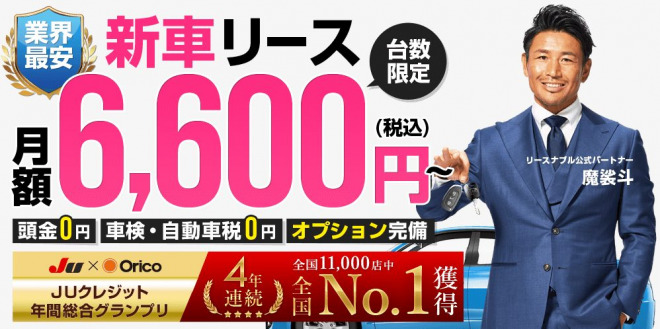 業界
最安
新車リース
台数
限定
月額
6,600円~
(税込)
リースナブル公式パートナー
魔裟斗
頭金0円
車検・自動車税0円
オプション完備
JU×Orico
JUクレジット
年間総合グランプリ
4年
連続
全国11,000店中
全国No.1獲得